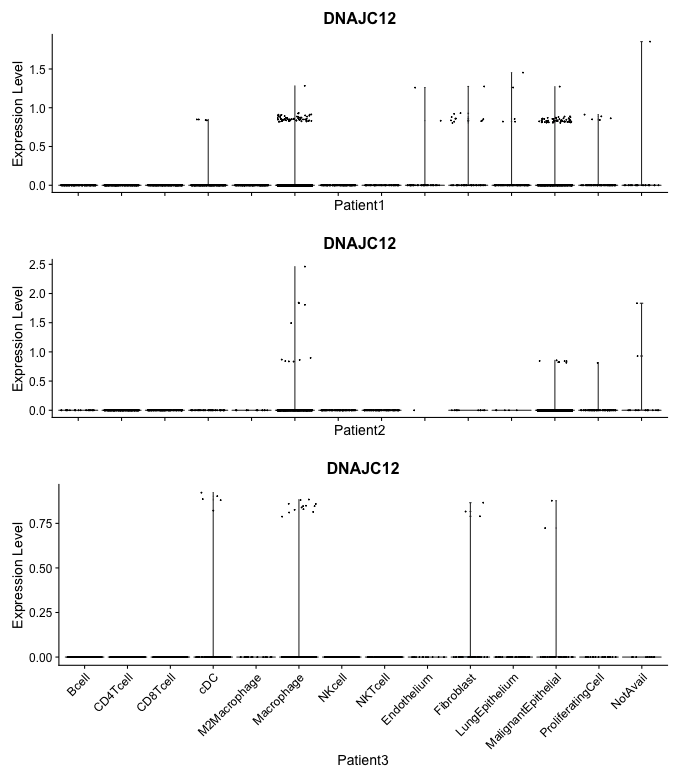 DNAJC12
Expression Level
1.5
1.0
0.5
0.0
Patient1
DNAJC12
Expression Level
2.5
2.0
1.5
1.0
0.5
0.0
Patient2
DNAJC12
Expression Level
0.75
0.50
0.25
0.00
Bcell
CD4Tcell
CD8Tcell
cDC
M2Macrophage
Macrophage
NKcell
NKTcell
Endothelium
Fibroblast
LungEpithelium
MalignantEpithelial
ProliferatingCell
NotAvail
Patient3